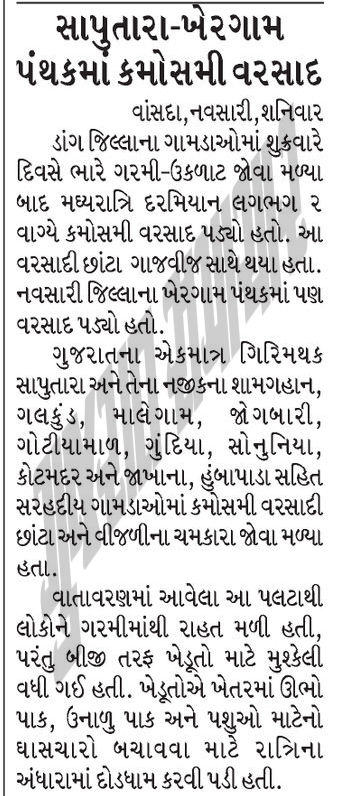 સાપુતારા-ખેરગામ
પંથકમાં કમોસમી વરસાદ
વાંસદા,નવસારી,શનિવાર
ડાંગ જિલ્લાના ગામડાઓમાં શુક્રવારે
દિવસે ભારે ગરમી-ઉકળાટ જોવા મળ્યા
બાદ મધ્યરાત્રિ દરમિયાન લગભગ ૨
વાગ્યે કમોસમી વરસાદ પડ્યો હતો. આ
વરસાદી છાંટા ગાજવીજ સાથે થયા હતા.
નવસારી જિલ્લાના ખેરગામ પંથકમાં પણ
વરસાદ પડ્યો હતો.
ગુજરાતના એકમાત્ર ગિરિમથક
સાપુતારા અને તેના નજીકના શામગહાન,
ગલકુંડ, માલેગામ, જોગબારી,
ગોટીયામાળ, ગુંદિયા, સોનુનિયા,
કોટમદર અને જાખાના, હુંબાપાડા સહિત
સરહદીય ગામડાઓમાં કમોસમી વરસાદી
છાંટા અને વીજળીના ચમકારા જોવા મળ્યા
હતા.
વાતાવરણમાં આવેલા આ પલટાથી
લોકોને ગરમીમાંથી રાહત મળી હતી,
પરંતુ બીજી તરફ ખેડૂતો માટે મુશ્કેલી
વધી ગઈ હતી. ખેડૂતોએ ખેતરમાં ઊભો
પાક, ઉનાળુ પાક અને પશુઓ માટેનો
ઘાસચારો બચાવવા માટે રાત્રિના
અંધારામાં દોડધામ કરવી પડી હતી.